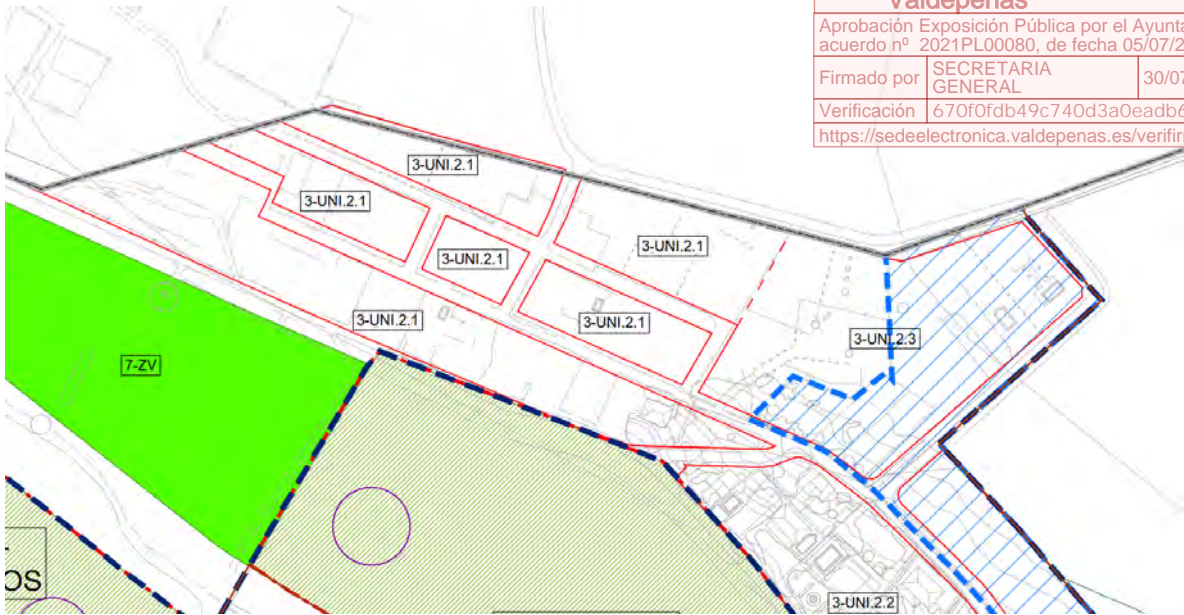 Valdepeñas
Aprobación Exposición Pública por el Ayunta
acuerdo nº 2021PL00080, de fecha 05/07/2
Firmado por SECRETARIA GENERAL 30/07
Verificación 670f0fdb49c740d3a0eadb6
https://sedeelectronica.valdepenas.es/verifirm
3-UNI.2.1
3-UNI.2.1
3-UNI.2.1
3-UNI.2.1
3-UNI.2.1
3-UNI.2.1
3-UNI.2.3
7-ZV
OS
3-UNI.2.2